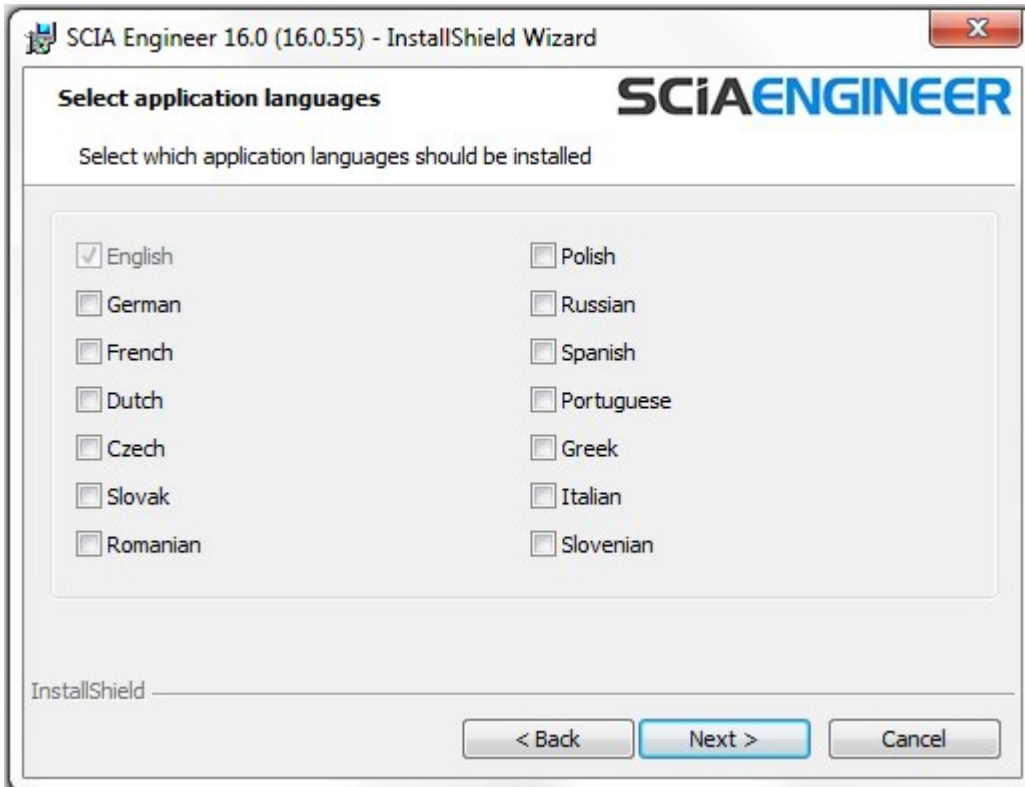 SCIA Engineer 16.0 (16.0.55) - InstallShield Wizard
Select application languages
SCiAENGINEER
Select which application languages should be installed
English
Polish
German
Russian
French
Spanish
Dutch
Portuguese
Czech
Greek
Slovak
Italian
Romanian
Slovenian
InstallShield
< Back
Next >
Cancel